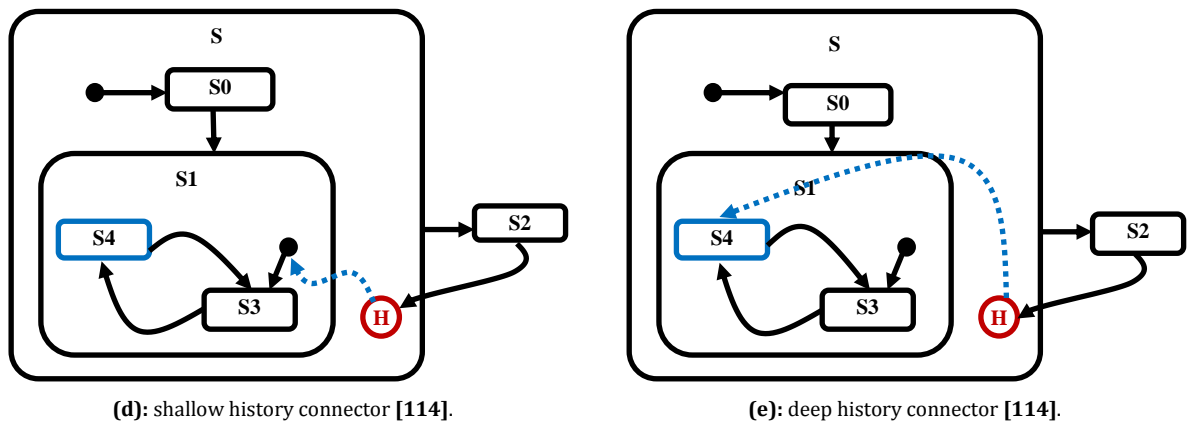 S
S0
S1
S4
S3
S2
H
(d): shallow history connector [114].
S
S0
S1
S4
S3
S2
H
(e): deep history connector [114].